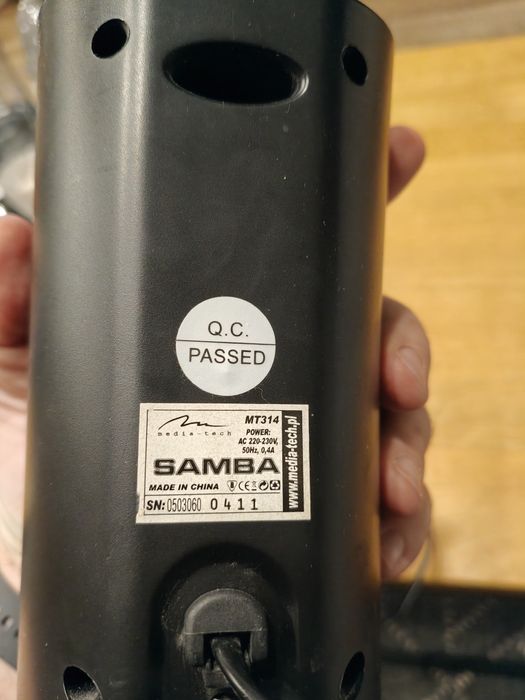 Q.C.
PASSED
media-tech
MT314
POWER:
AC 220-230V,
50Hz, 0,4A
SAMBA
MADE IN CHINA
CE
SN: 0503060 0411
www.media-tech.pl